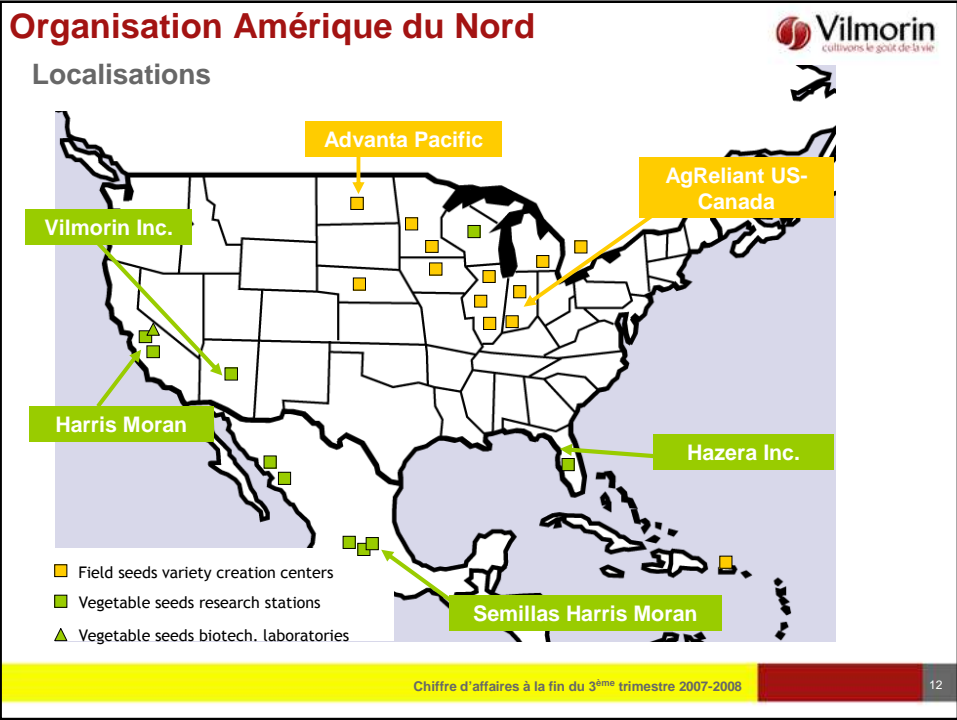 Organisation Amérique du Nord
Vilmorin
cultivons le goût de la vie
Localisations
Advanta Pacific
AgReliant US-
Canada
Vilmorin Inc.
Harris Moran
Hazera Inc.
Field seeds variety creation centers
Vegetable seeds research stations
Vegetable seeds biotech. laboratories
Semillas Harris Moran
Chiffre d'affaires à la fin du 3ème trimestre 2007-2008
12